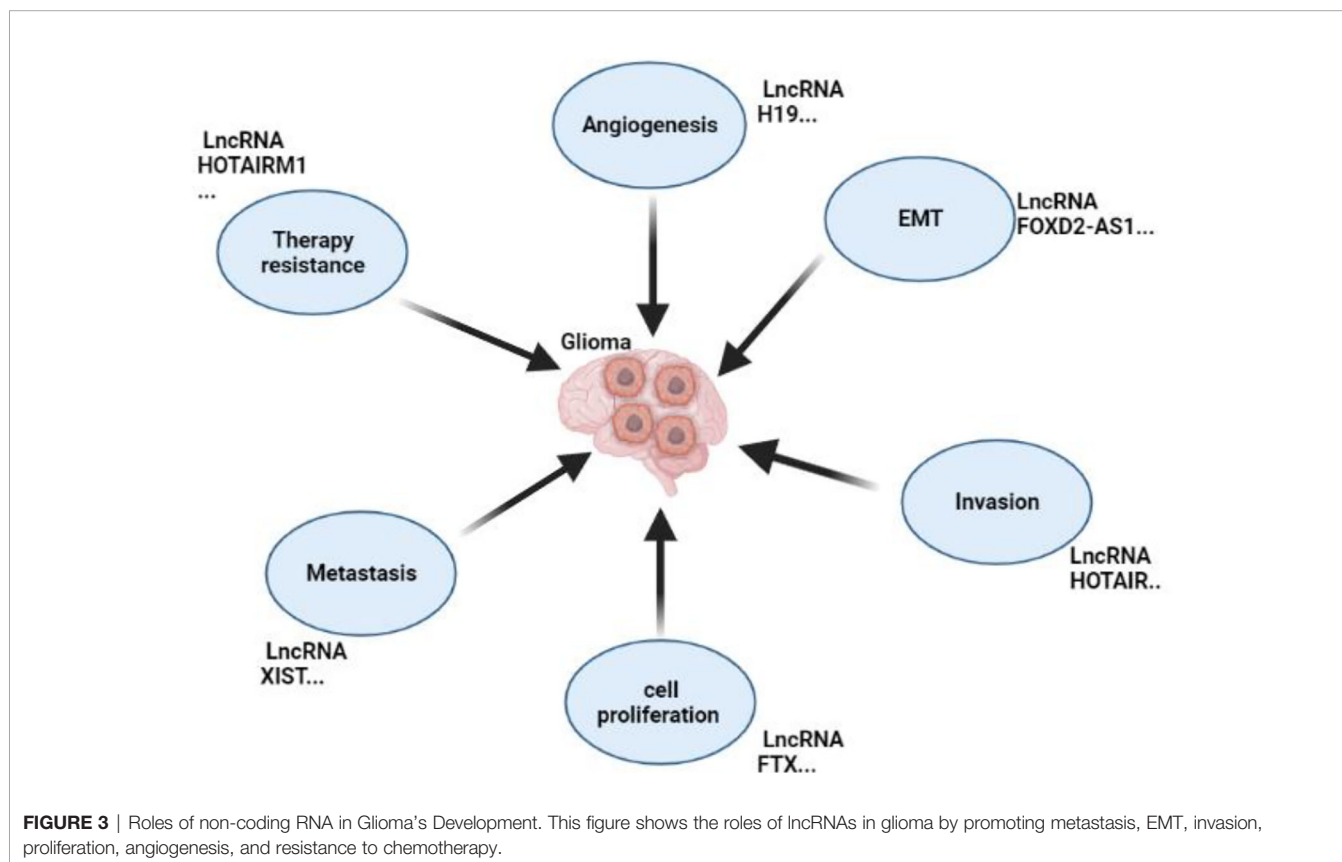 Angiogenesis
LncRNA
H19...
LncRNA
HOTAIRM1
...
Therapy
resistance
EMT
LncRNA
FOXD2-AS1...
Glioma
Invasion
LncRNA
HOTAIR..
Metastasis
LncRNA
XIST...
cell
proliferation
LncRNA
FTX...
FIGURE 3 | Roles of non-coding RNA in Glioma’s Development. This figure shows the roles of lncRNAs in glioma by promoting metastasis, EMT, invasion,
proliferation, angiogenesis, and resistance to chemotherapy.